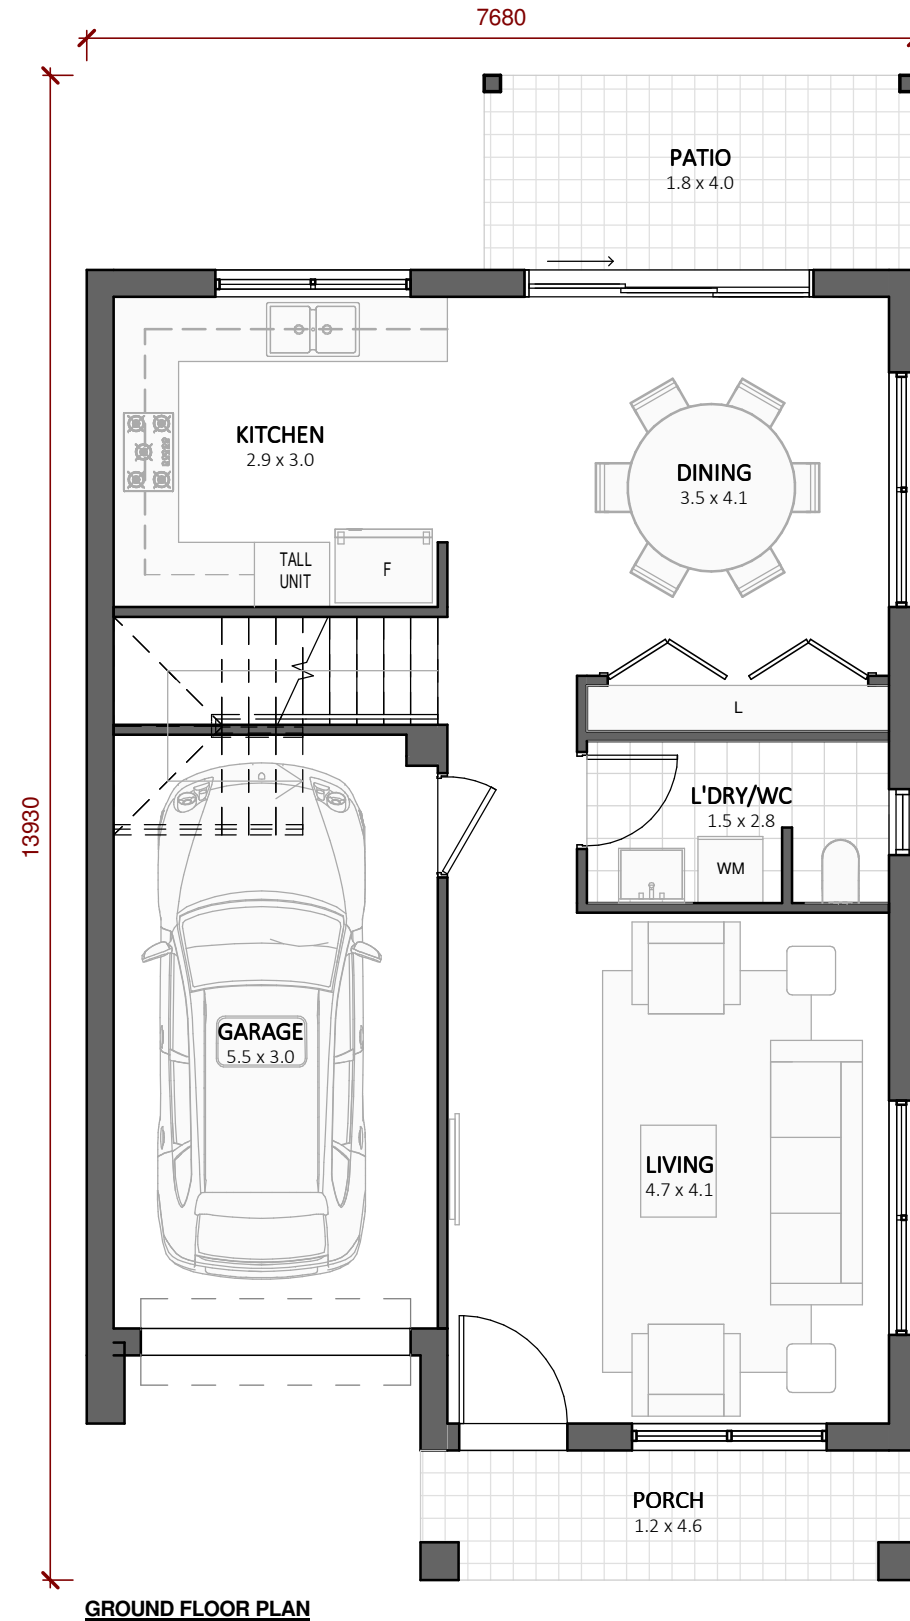 7680
13930
PATIO
1.8 x 4.0
KITCHEN
2.9 x 3.0
DINING
3.5 x 4.1
TALL
UNIT
F
L
L'DRY/WC
1.5 x 2.8
WM
GARAGE
5.5 x 3.0
LIVING
4.7 x 4.1
PORCH
1.2 x 4.6
GROUND FLOOR PLAN